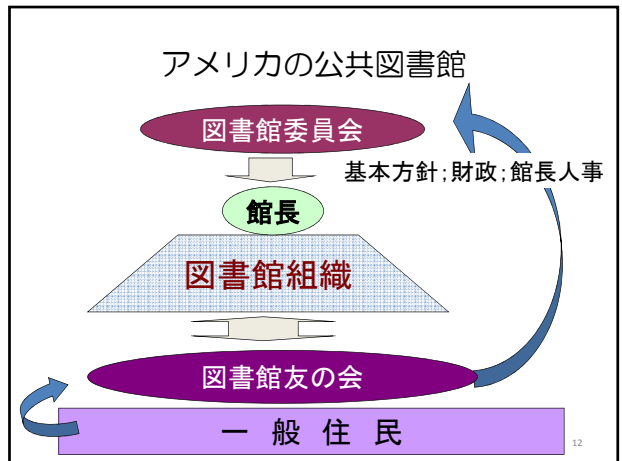 アメリカの公共図書館
図書館委員会
基本方針;財政;館長人事
館長
図書館組織
図書館友の会
一 般 住 民
12